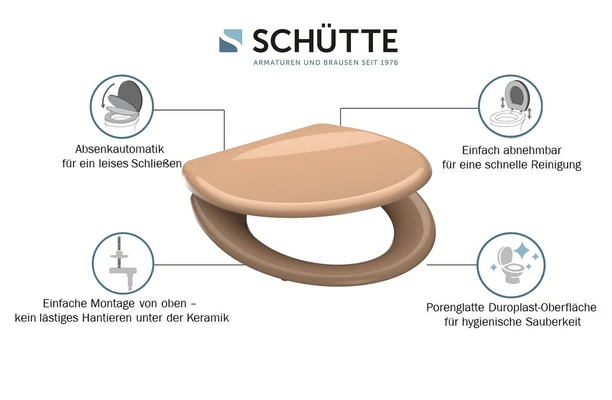 SCHÜTTE
ARMATUREN UND BRAUSEN SEIT 1976
Absenkautomatik
für ein leises Schließen
Einfach abnehmbar
für eine schnelle Reinigung
Einfache Montage von oben –
kein lästiges Hantieren unter der Keramik
Porenglatte Duroplast-Oberfläche
für hygienische Sauberkeit